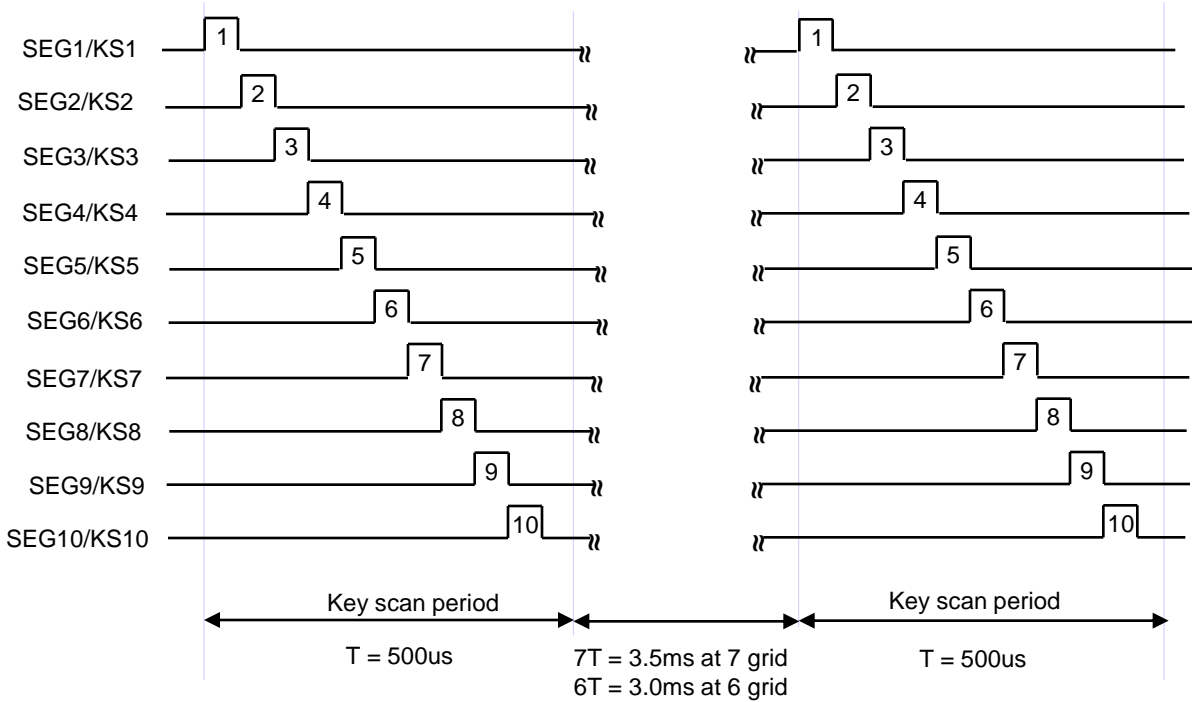 SEG1/KS1 1 1
SEG2/KS2 2 2
SEG3/KS3 3 3
SEG4/KS4 4 4
SEG5/KS5 5 5
SEG6/KS6 6 6
SEG7/KS7 7 7
SEG8/KS8 8 8
SEG9/KS9 9 9
SEG10/KS10 10 10
Key scan period
Key scan period
T = 500us
7T = 3.5ms at 7 grid
6T = 3.0ms at 6 grid
T = 500us